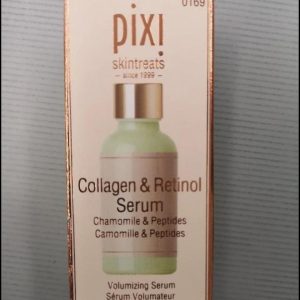 0169
pixi
skintreats
– since 1999 –
Collagen & Retinol
Serum
Chamomile & Peptides
Camomille & Peptides
Volumizing Serum
Sérum Volumateur